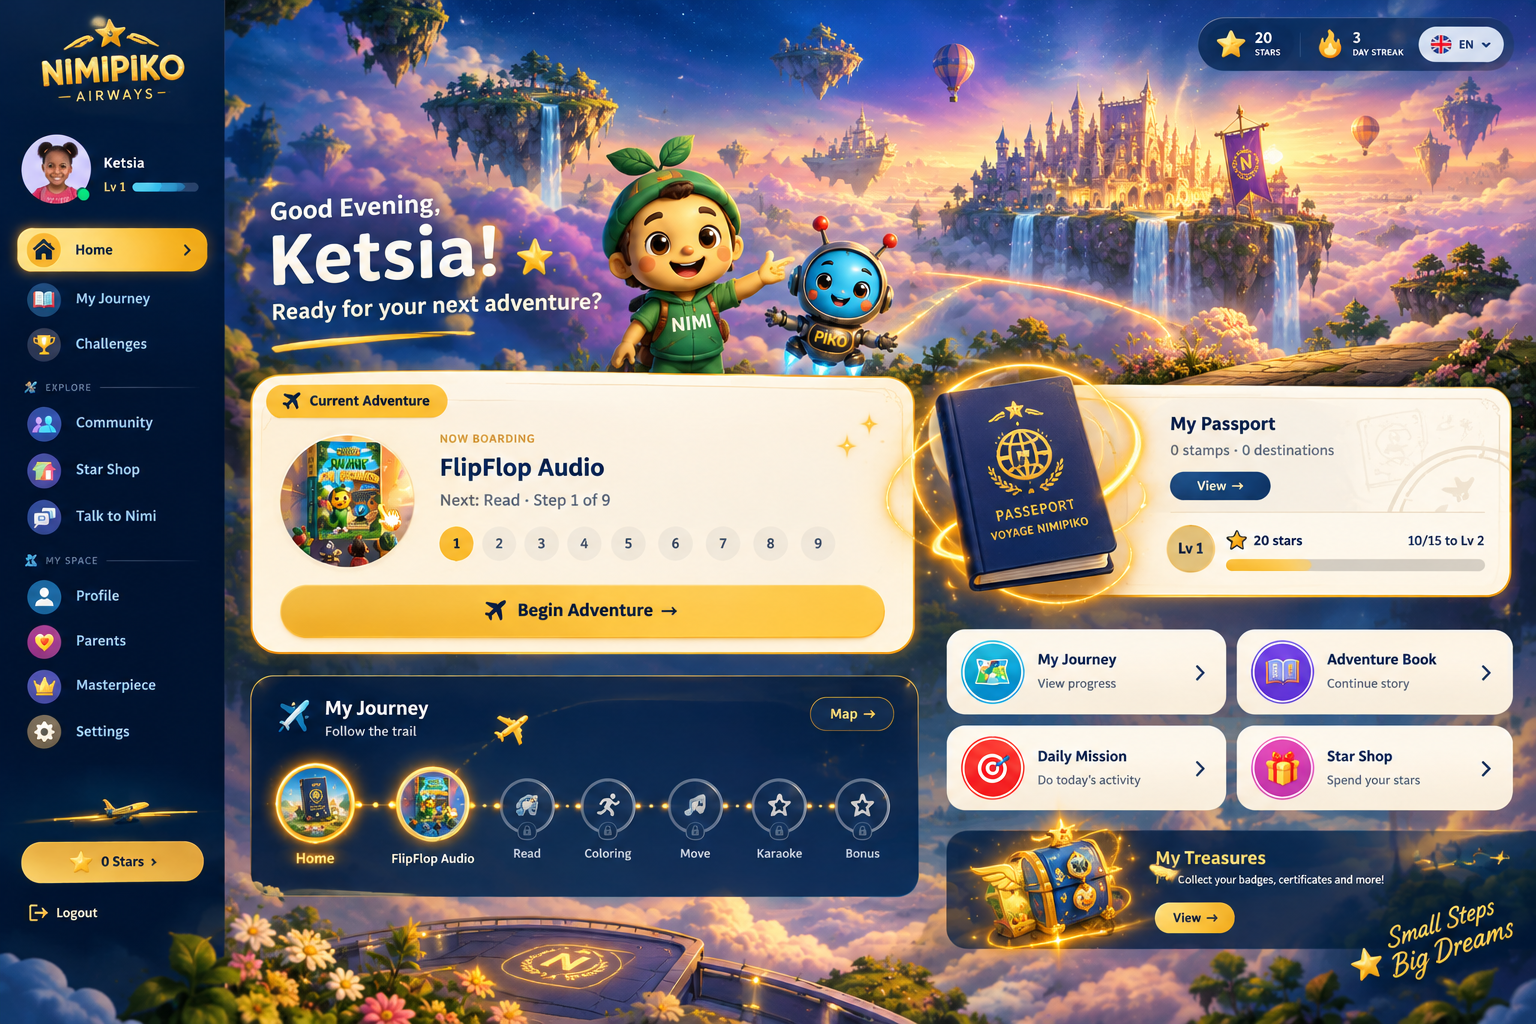 NIMIPIKO
AIRWAYS
Ketsia
Lv 1
Home
My Journey
Challenges
EXPLORE
Community
Star Shop
Talk to Nimi
MY SPACE
Profile
Parents
Masterpiece
Settings
0 Stars
Logout
20
STARS
3
DAY STREAK
EN
Good Evening,
Ketsia!
Ready for your next adventure?
NIMI
PIKO
N
Current Adventure
NOW BOARDING
FlipFlop Audio
Next: Read · Step 1 of 9
1 2 3 4 5 6 7 8 9
Begin Adventure →
PASSEPORT
VOYAGE NIMIPIKO
My Passport
0 stamps · 0 destinations
View →
Lv 1
20 stars
10/15 to Lv 2
My Journey
Follow the trail
Map →
Home
FlipFlop Audio
Read
Coloring
Move
Karaoke
Bonus
My Journey
View progress
Adventure Book
Continue story
Daily Mission
Do today's activity
Star Shop
Spend your stars
My Treasures
Collect your badges, certificates and more!
View →
Small Steps
Big Dreams
N